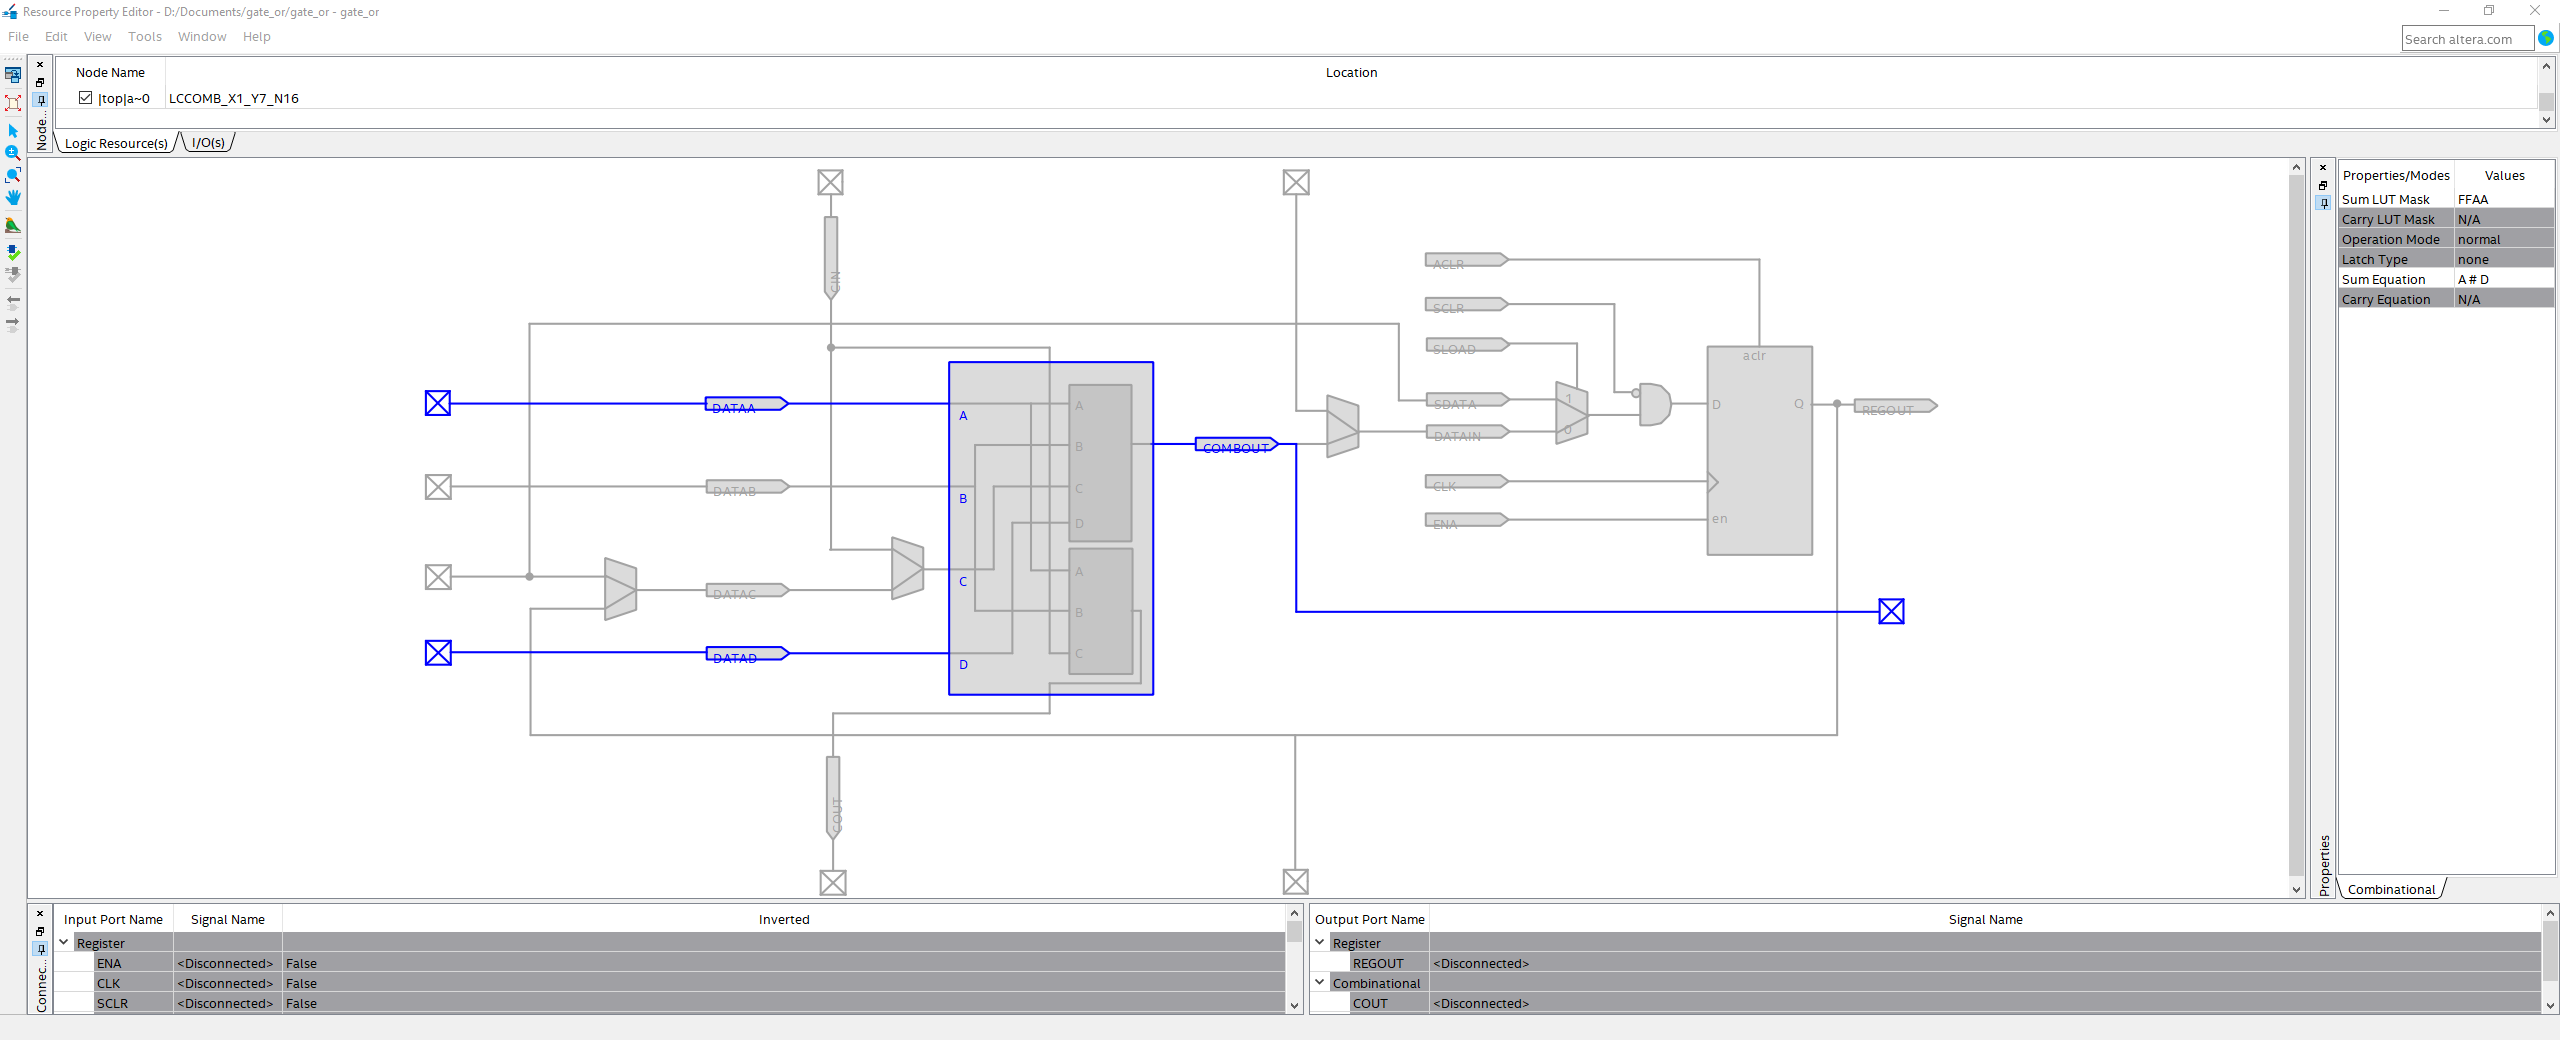 Resource Property Editor - D:/Documents/gate_or/gate_or - gate_or
File Edit View Tools Window Help
Search altera.com
Node Name Location
|top|a~0 LCCOMB_X1_Y7_N16
Node...
Logic Resource(s) I/O(s)
Properties/Modes Values
Sum LUT Mask FFAA
Carry LUT Mask N/A
Operation Mode normal
Latch Type none
Sum Equation A # D
Carry Equation N/A
Properties
Combinational
CIN
ACLR
SCLR
SLOAD
aclr
DATAA
A
A
SDATA
1
D
Q
REGOUT
B
COMBOUT
DATAIN
0
DATAB
B
C
CLK
D
ENA
en
A
C
DATAC
B
DATAD
D
C
COUT
Connec...
Input Port Name Signal Name Inverted
Register
ENA <Disconnected> False
CLK <Disconnected> False
SCLR <Disconnected> False
Output Port Name Signal Name
Register
REGOUT <Disconnected>
Combinational
COUT <Disconnected>